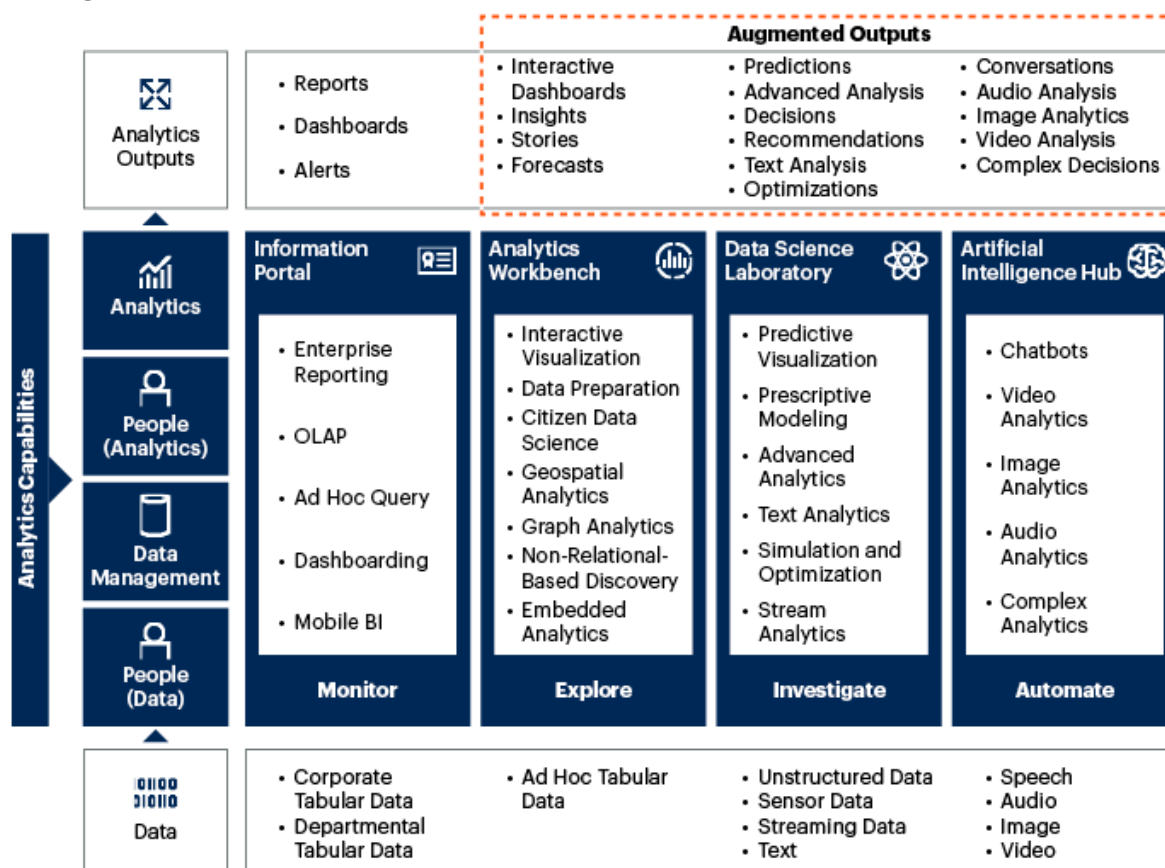 Augmented Outputs
Analytics
Outputs
• Reports
• Dashboards
• Alerts
• Interactive
Dashboards
• Insights
• Stories
• Forecasts
• Predictions
• Advanced Analysis
• Decisions
• Recommendations
• Text Analysis
• Optimizations
• Conversations
• Audio Analysis
• Image Analytics
• Video Analysis
• Complex Decisions
Analytics Capabilities
Analytics
People
(Analytics)
Data
Management
People
(Data)
Information
Portal
• Enterprise
Reporting
• OLAP
• Ad Hoc Query
• Dashboarding
• Mobile BI
Monitor
Analytics
Workbench
• Interactive
Visualization
• Data Preparation
• Citizen Data
Science
• Geospatial
Analytics
• Graph Analytics
• Non-Relational-
Based Discovery
• Embedded
Analytics
Explore
Data Science
Laboratory
• Predictive
Visualization
• Prescriptive
Modeling
• Advanced
Analytics
• Text Analytics
• Simulation and
Optimization
• Stream
Analytics
Investigate
Artificial
Intelligence Hub
• Chatbots
• Video
Analytics
• Image
Analytics
• Audio
Analytics
• Complex
Analytics
Automate
Data
• Corporate
Tabular Data
• Departmental
Tabular Data
• Ad Hoc Tabular
Data
• Unstructured Data
• Sensor Data
• Streaming Data
• Text
• Speech
• Audio
• Image
• Video